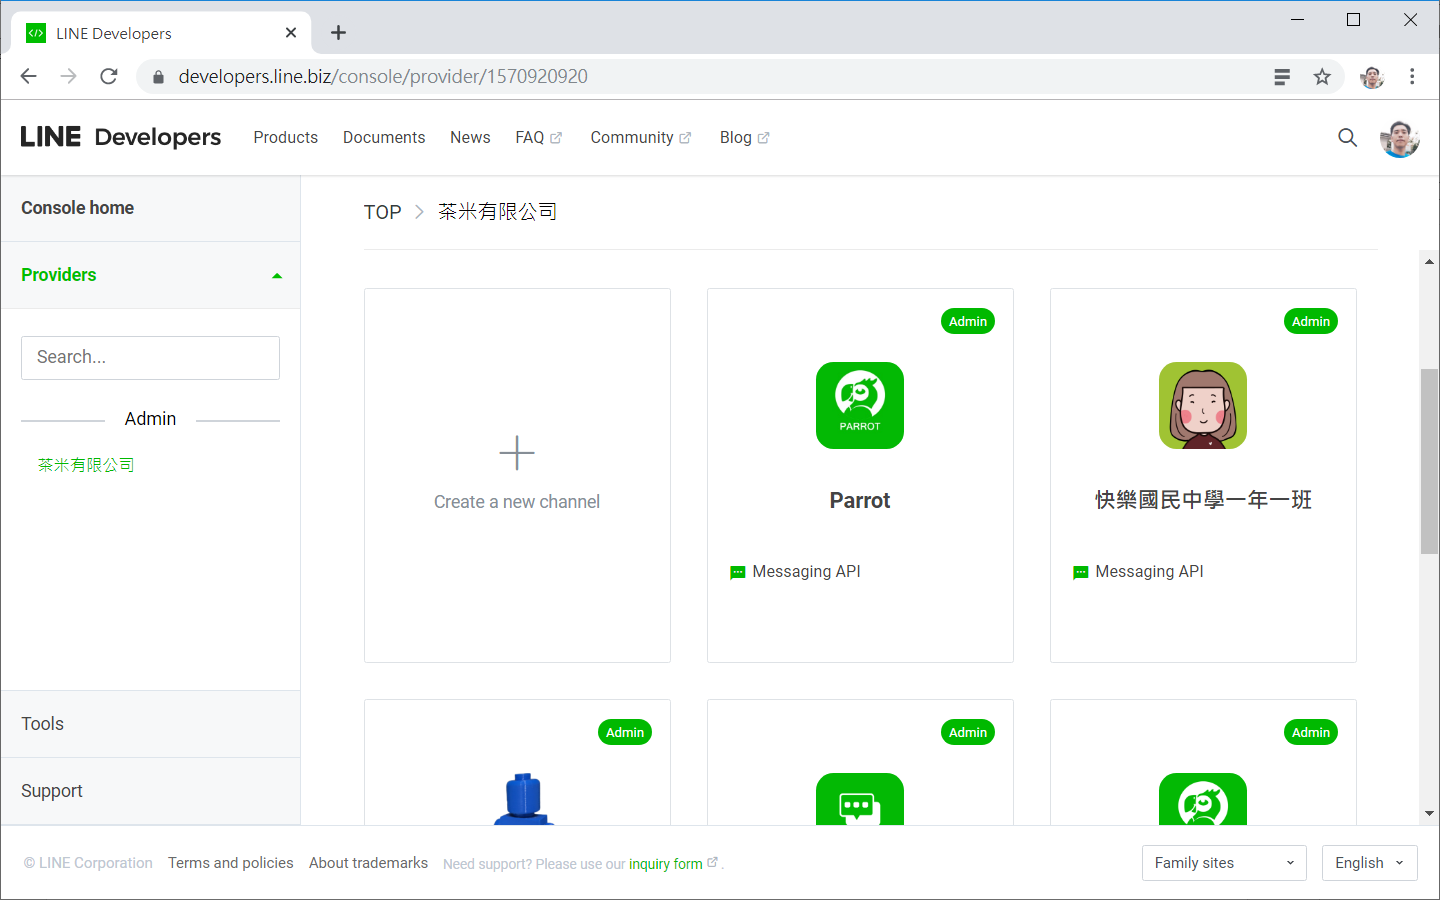 LINE Developers
developers.line.biz/console/provider/1570920920
LINE Developers Products Documents News FAQ Community Blog
Console home
TOP > 茶米有限公司
Providers
Search...
Admin
茶米有限公司
Tools
Support
Create a new channel
Admin
PARROT
Parrot
Messaging API
Admin
快樂國民中學一年一班
Messaging API
Admin
Admin
Admin
© LINE Corporation Terms and policies About trademarks Need support? Please use our inquiry form .
Family sites
English